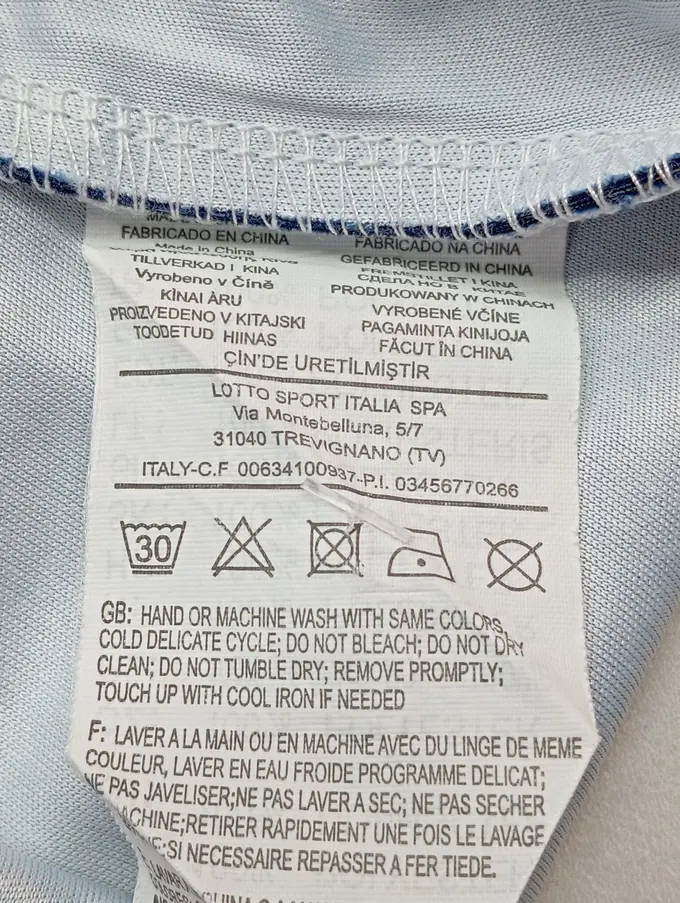 FABRICADO EN CHINA
FABRICADO NA CHINA
Made in China
GEFABRICEERD IN CHINA
TILLVERKAD I KINA
FREMSTILLET I KINA
Vyrobeno v Číně
СДЕЛАНО В КИТАЕ
KÍNAI ÀRU
PRODUKOWANY W CHINACH
PROIZVEDENO V KITAJSKI
VYROBENÉ VČÍNE
TOODETUD HIINAS
PAGAMINTA KINIJOJA
FĂCUT ÎN CHINA
ÇİN'DE URETİLMİŞTİR
LOTTO SPORT ITALIA SPA
Via Montebelluna, 5/7
31040 TREVIGNANO (TV)
ITALY-C.F 00634100937-P.I. 03456770266
30
GB: HAND OR MACHINE WASH WITH SAME COLORS,
COLD DELICATE CYCLE; DO NOT BLEACH; DO NOT DRY
CLEAN; DO NOT TUMBLE DRY; REMOVE PROMPTLY;
TOUCH UP WITH COOL IRON IF NEEDED
F: LAVER A LA MAIN OU EN MACHINE AVEC DU LINGE DE MEME
COULEUR, LAVER EN EAU FROIDE PROGRAMME DELICAT;
NE PAS JAVELISER;NE PAS LAVER A SEC; NE PAS SECHER
ACHINE;RETIRER RAPIDEMENT UNE FOIS LE LAVAGE
;SI NECESSAIRE REPASSER A FER TIEDE.